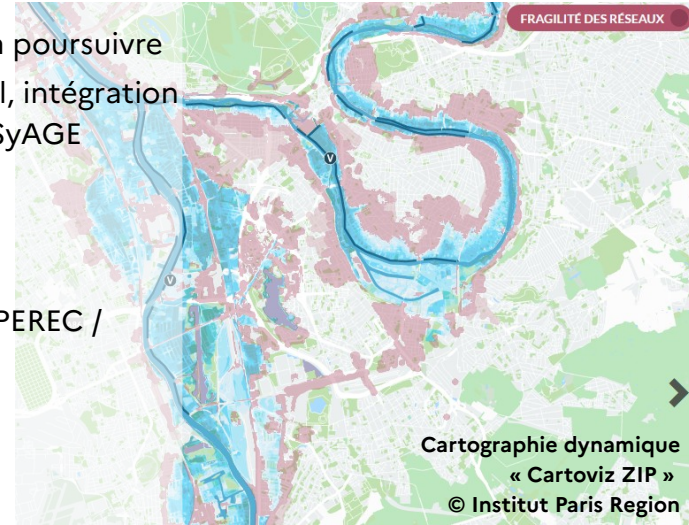 poursuivre
l, intégration
SyAGE
PEREC /
FRAGILITÉ DES RÉSEAUX
V
V
Cartographie dynamique
« Cartoviz ZIP »
© Institut Paris Region